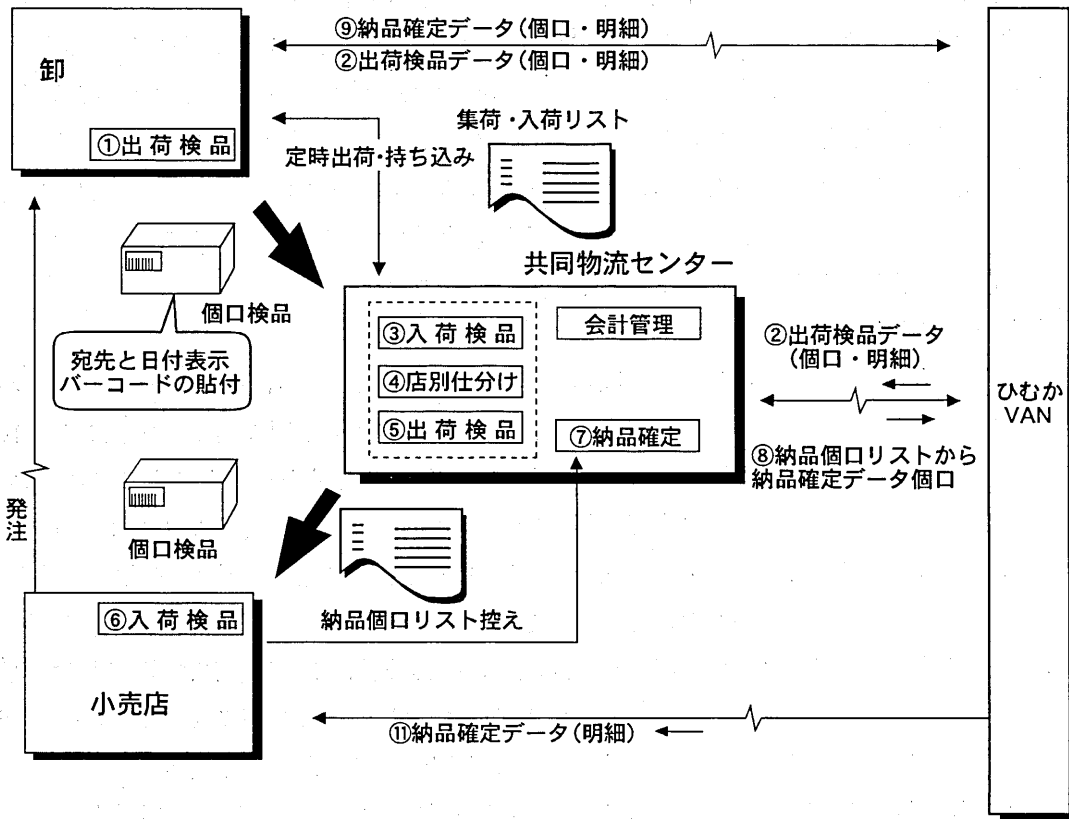 ⑨納品確定データ(個口・明細)
②出荷検品データ(個口・明細)
卸
①出荷検品
集荷・入荷リスト
定時出荷・持ち込み
共同物流センター
個口検品
宛先と日付表示
バーコードの貼付
③入荷検品
会計管理
④店別仕分け
⑤出荷検品
⑦納品確定
②出荷検品データ
(個口・明細)
ひむか
VAN
⑧納品個口リストから
納品確定データ個口
発注
個口検品
⑥入荷検品
納品個口リスト控え
小売店
⑪納品確定データ(明細)